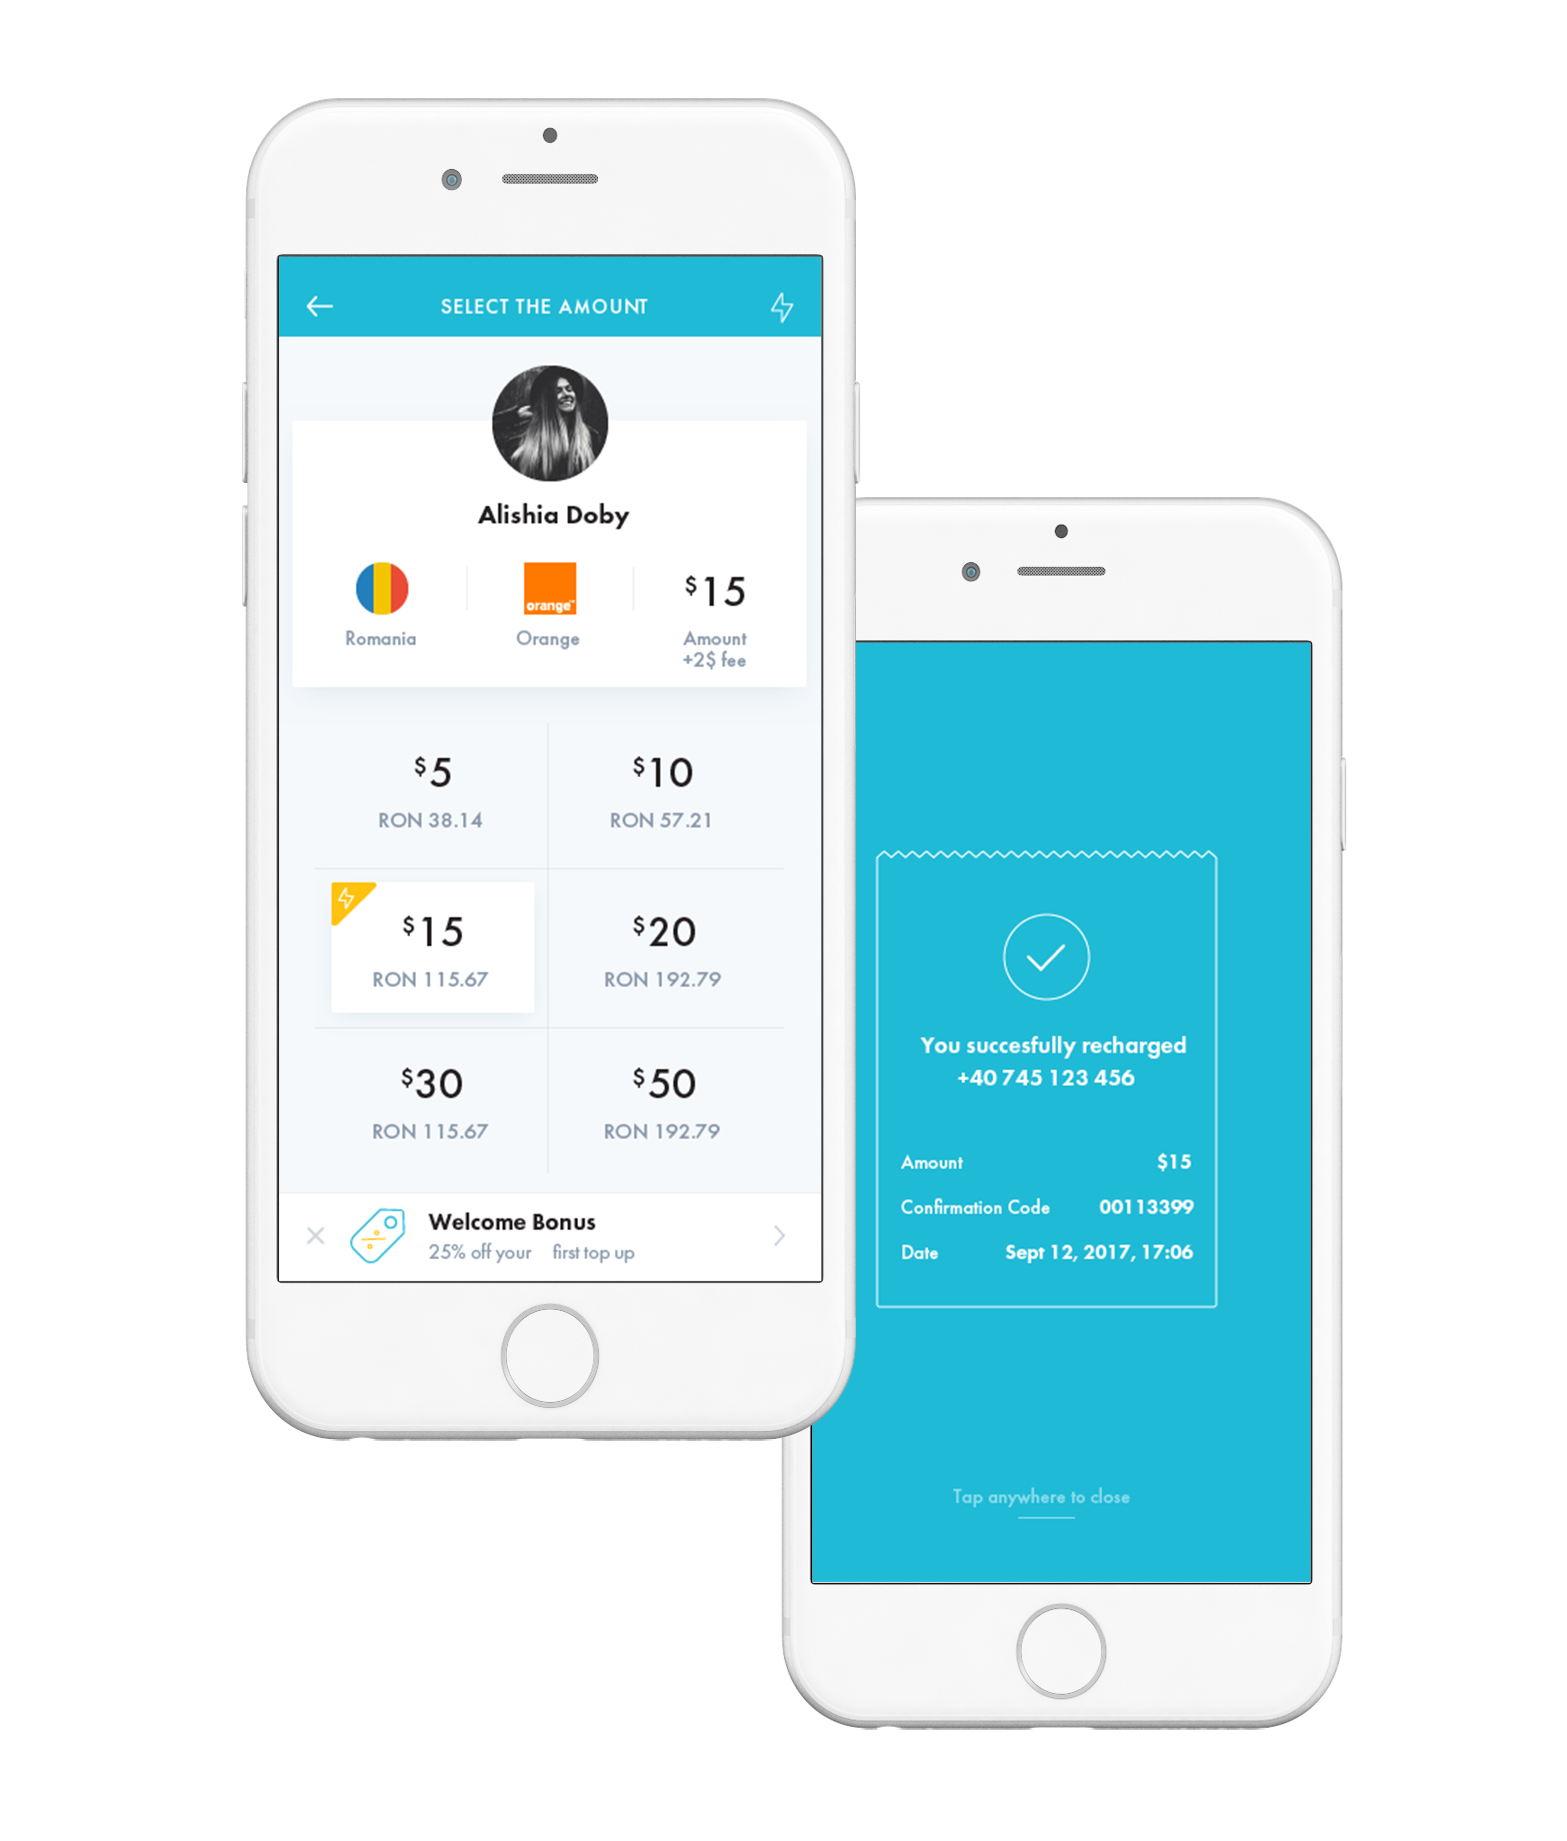 SELECT THE AMOUNT
Alishia Doby
orange™
$15
Romania
Orange
Amount
+2$ fee
$5
$10
RON 38.14
RON 57.21
$15
$20
RON 115.67
RON 192.79
$30
$50
RON 115.67
RON 192.79
Welcome Bonus
25% off your first top up
You succesfully recharged
+40 745 123 456
Amount $15
Confirmation Code 00113399
Date Sept 12, 2017, 17:06
Tap anywhere to close